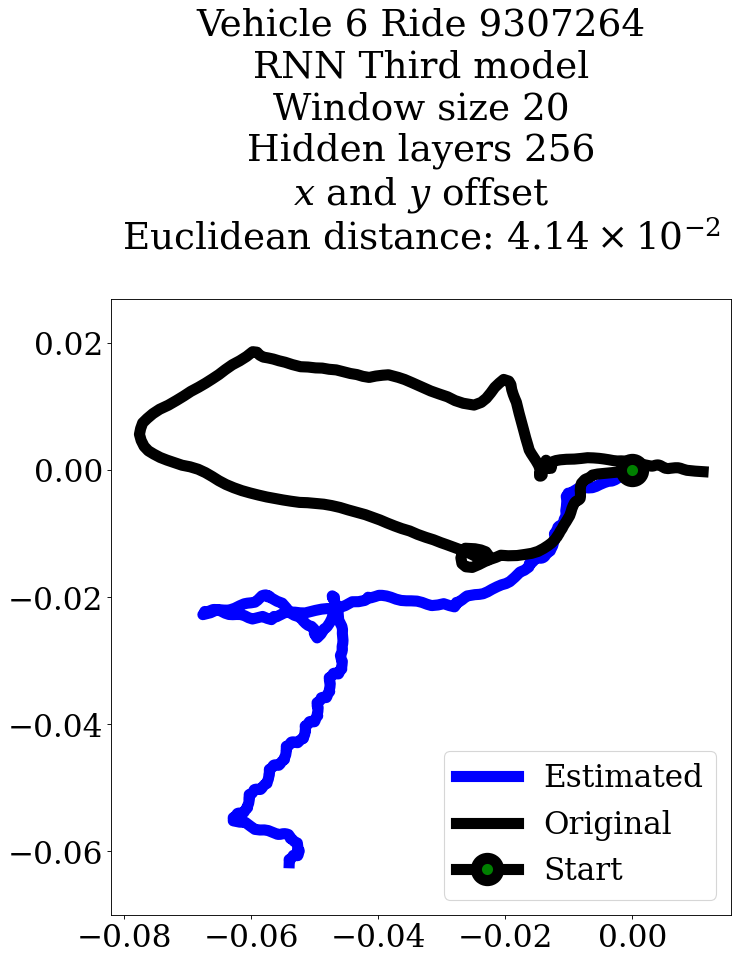 Vehicle 6 Ride 9307264
RNN Third model
Window size 20
Hidden layers 256
x and y offset
Euclidean distance: 4.14 × 10⁻²
0.02
0.00
−0.02
−0.04
−0.06
Estimated
Original
Start
−0.08 −0.06 −0.04 −0.02 0.00